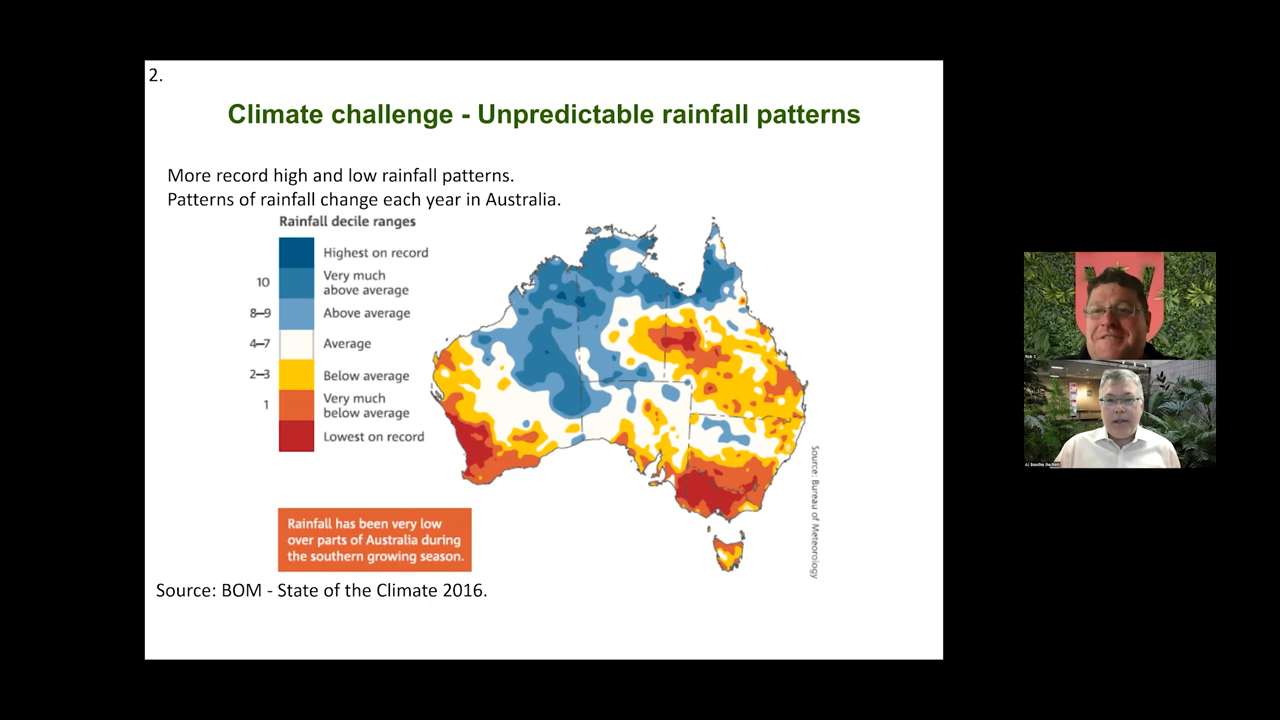 2.
Climate challenge - Unpredictable rainfall patterns
More record high and low rainfall patterns.
Patterns of rainfall change each year in Australia.
Rainfall decile ranges
Highest on record
10
Very much
above average
8–9
Above average
4–7
Average
2–3
Below average
1
Very much
below average
Lowest on record
Source: Bureau of Meteorology
Rainfall has been very low
over parts of Australia during
the southern growing season.
Source: BOM - State of the Climate 2016.